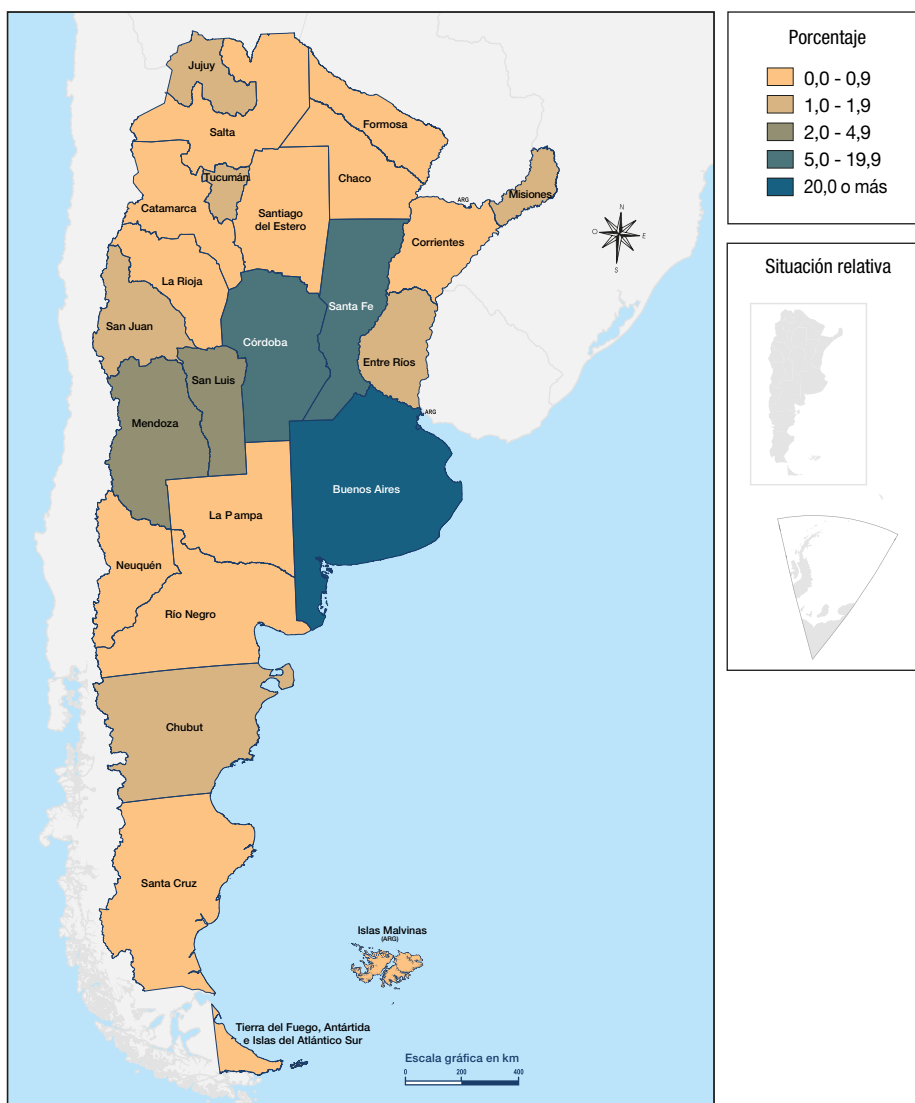 Jujuy
Salta
Formosa
Tucumán
Chaco
Misiones
Catamarca
Santiago
del Estero
ARG
Corrientes
N
O
E
S
La Rioja
Santa Fe
San Juan
Córdoba
Entre Ríos
San Luis
Mendoza
ARG
Buenos Aires
La Pampa
Neuquén
Río Negro
Chubut
Santa Cruz
Islas Malvinas
(ARG)
Tierra del Fuego, Antártida
e Islas del Atlántico Sur
Escala gráfica en km
0 200 400
Porcentaje
0,0 - 0,9
1,0 - 1,9
2,0 - 4,9
5,0 - 19,9
20,0 o más
Situación relativa